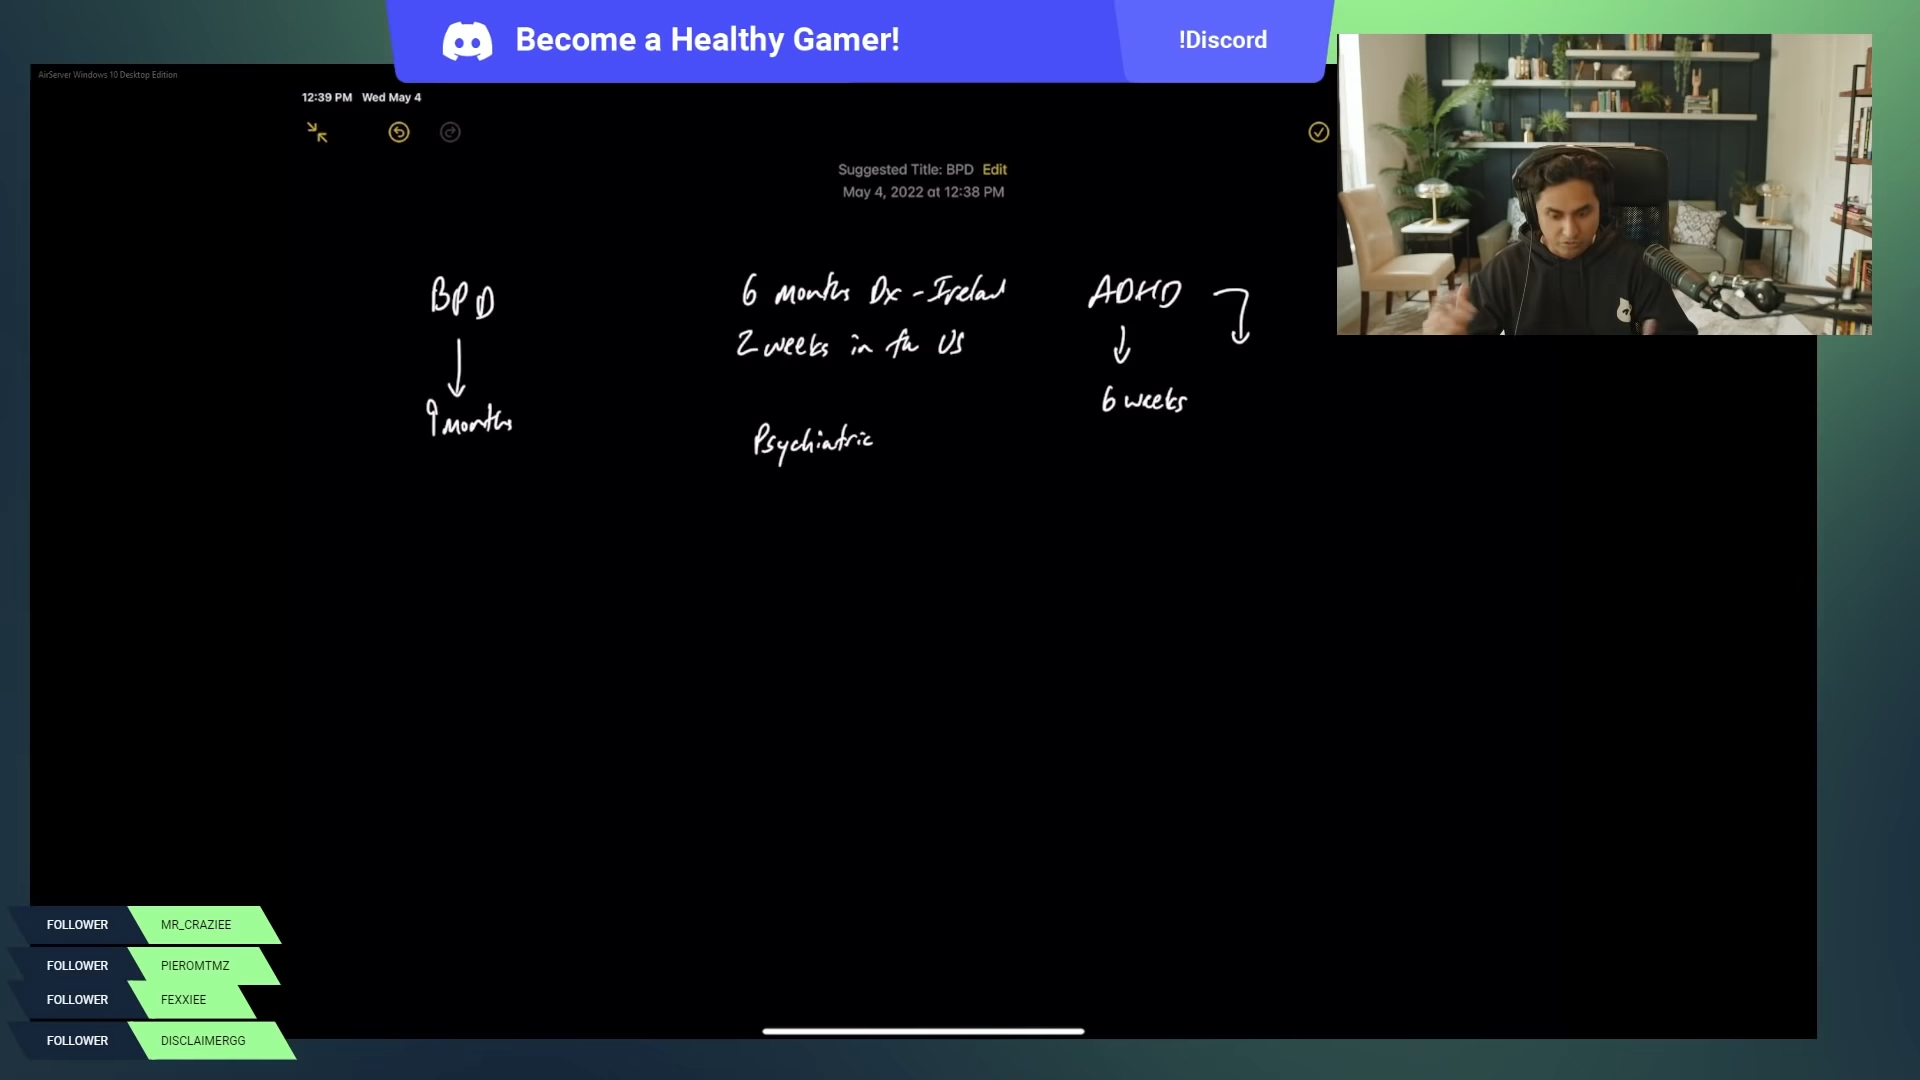 Become a Healthy Gamer!
!Discord
AirServer Windows 10 Desktop Edition
12:39 PM Wed May 4
Suggested Title: BPD Edit
May 4, 2022 at 12:38 PM
BPD
9 months
6 months Dx - Ireland
2 weeks in the US
Psychiatric
ADHD
6 weeks
FOLLOWER MR_CRAZIEE
FOLLOWER PIEROMTMZ
FOLLOWER FEXXIEE
FOLLOWER DISCLAIMERGG